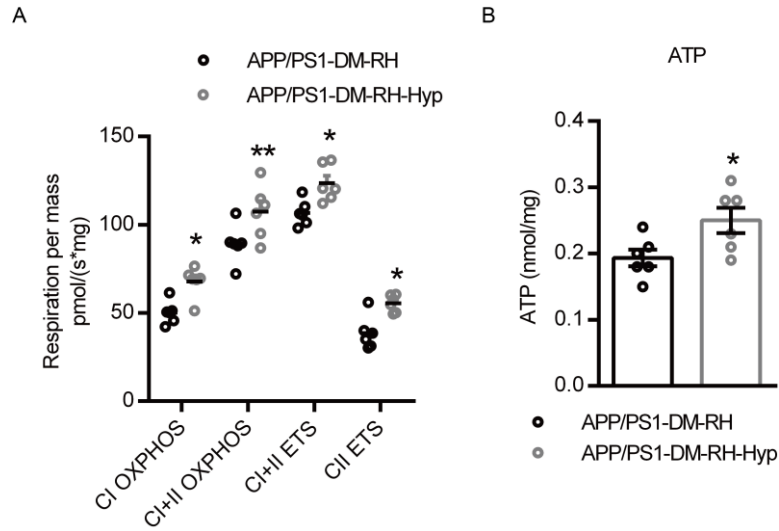 A
APP/PS1-DM-RH
APP/PS1-DM-RH-Hyp
150
100
50
0
Respiration per mass
pmol/(s*mg)
*
**
*
*
CI OXPHOS
CI+II OXPHOS
CI+II ETS
CII ETS
B
ATP
0.4
0.3
0.2
0.1
0.0
ATP (nmol/mg)
*
APP/PS1-DM-RH
APP/PS1-DM-RH-Hyp